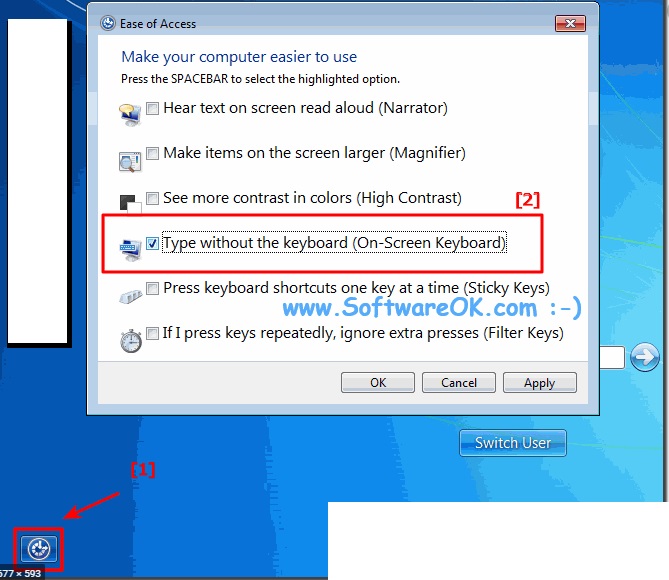 Ease of Access
Make your computer easier to use
Press the SPACEBAR to select the highlighted option.
Hear text on screen read aloud (Narrator)
Make items on the screen larger (Magnifier)
See more contrast in colors (High Contrast)
[2]
Type without the keyboard (On-Screen Keyboard)
Press keyboard shortcuts one key at a time (Sticky Keys)
www.SoftwareOK.com :-)
If I press keys repeatedly, ignore extra presses (Filter Keys)
OK Cancel Apply
Switch User
[1]
577 × 593